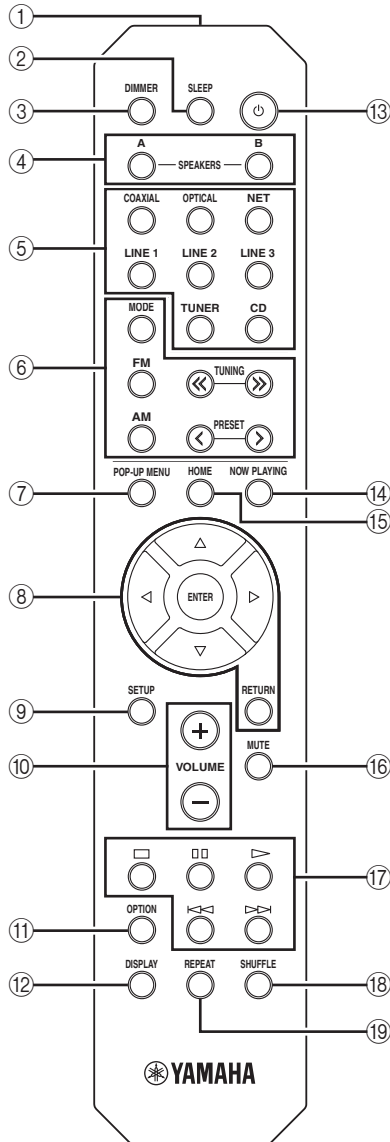 ①
②
DIMMER SLEEP
③ ⑬
④ A SPEAKERS B
COAXIAL OPTICAL NET
⑤
LINE 1 LINE 2 LINE 3
MODE TUNER CD
⑥
FM TUNING
AM PRESET
POP-UP MENU HOME NOW PLAYING
⑦ ⑭
⑮
⑧ ENTER
SETUP RETURN
⑨
MUTE
⑩ VOLUME ⑯
⑰
OPTION
⑪
DISPLAY REPEAT SHUFFLE
⑫ ⑱
⑲
YAMAHA